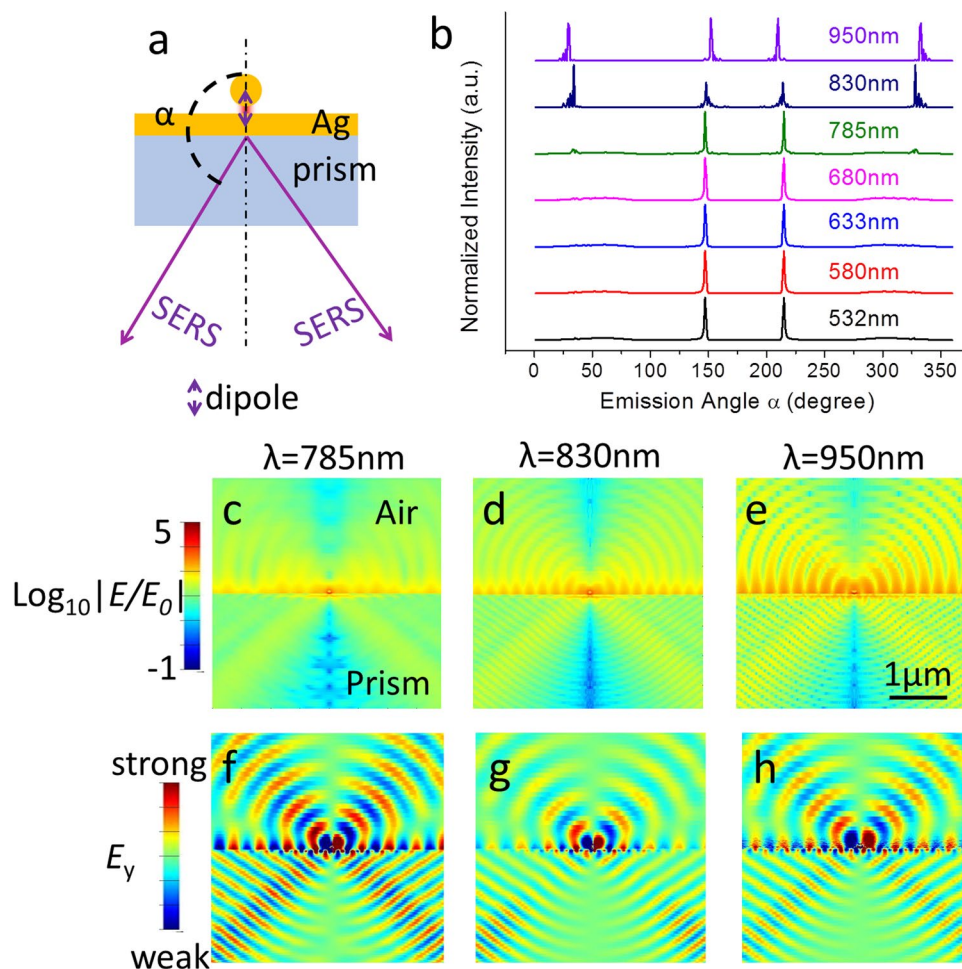 a
α
Ag
prism
SERS
SERS
dipole
b
Normalized Intensity (a.u.)
950nm
830nm
785nm
680nm
633nm
580nm
532nm
0 50 100 150 200 250 300 350
Emission Angle α (degree)
λ=785nm
λ=830nm
λ=950nm
5
Log₁₀|E/E₀|
-1
c
Air
Prism
d
e
1μm
strong
Eᵧ
weak
f
g
h